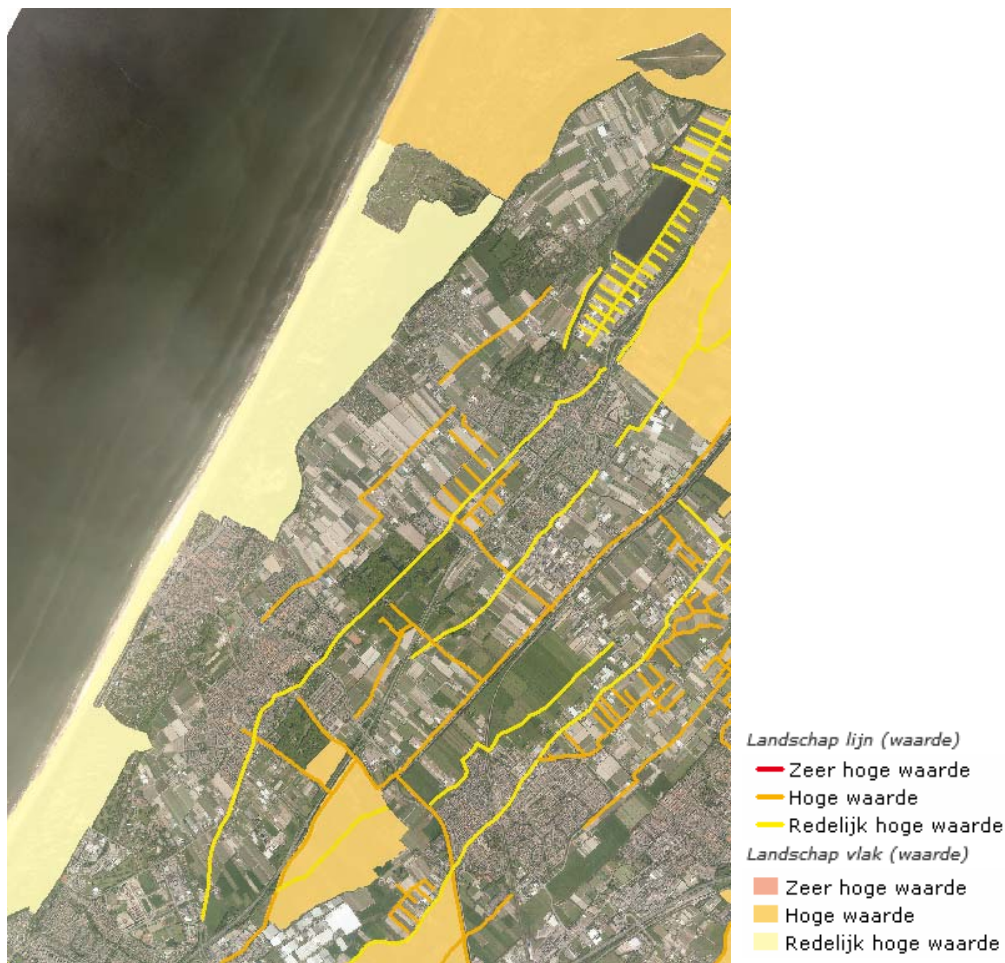 Landschap lijn (waarde)
Zeer hoge waarde
Hoge waarde
Redelijk hoge waarde
Landschap vlak (waarde)
Zeer hoge waarde
Hoge waarde
Redelijk hoge waarde